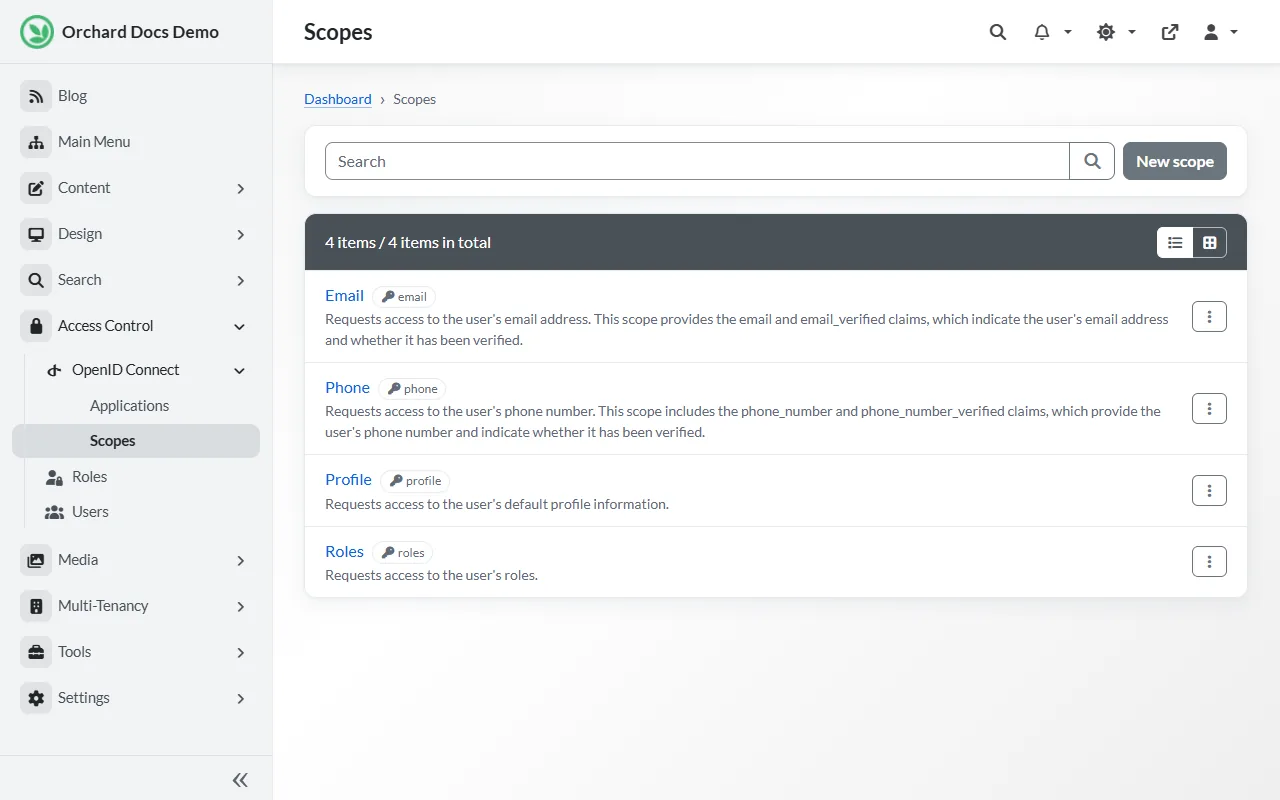 Orchard Docs Demo
Scopes
Blog
Main Menu
Content
Design
Search
Access Control
OpenID Connect
Applications
Scopes
Roles
Users
Media
Multi-Tenancy
Tools
Settings
Dashboard › Scopes
Search
New scope
4 items / 4 items in total
Email email
Requests access to the user's email address. This scope provides the email and email_verified claims, which indicate the user's email address
and whether it has been verified.
Phone phone
Requests access to the user's phone number. This scope includes the phone_number and phone_number_verified claims, which provide the
user's phone number and indicate whether it has been verified.
Profile profile
Requests access to the user's default profile information.
Roles roles
Requests access to the user's roles.